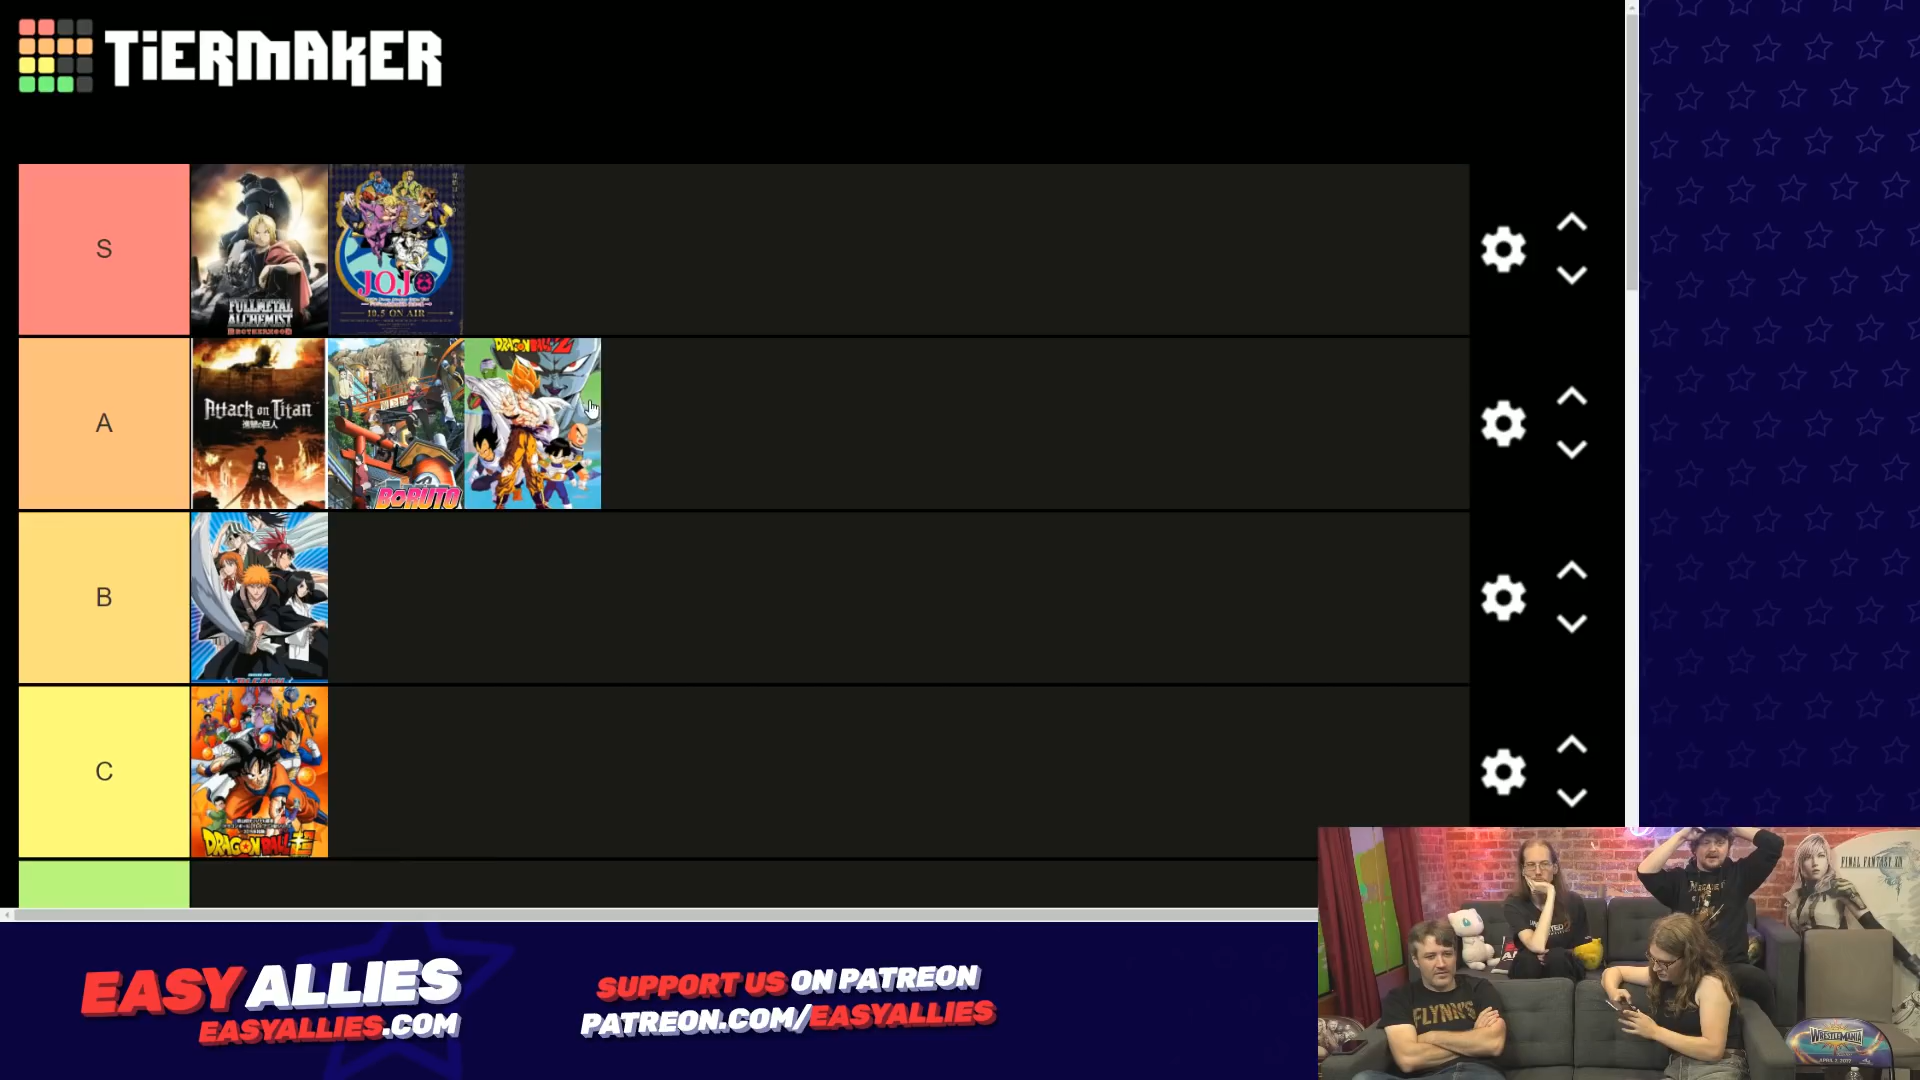 TiERMAKER
S
FULLMETAL
ALCHEMIST
BROTHERHOOD
JOJO
10.5 ON AIR
A
Attack on Titan
進撃の巨人
BORUTO
DRAGON BALL Z
B
C
DRAGON BALL 超
EASY ALLIES
EASYALLIES.COM
SUPPORT US ON PATREON
PATREON.COM/EASYALLIES
FLYNN'S
FINAL FANTASY XIII
WRESTLEMANIA